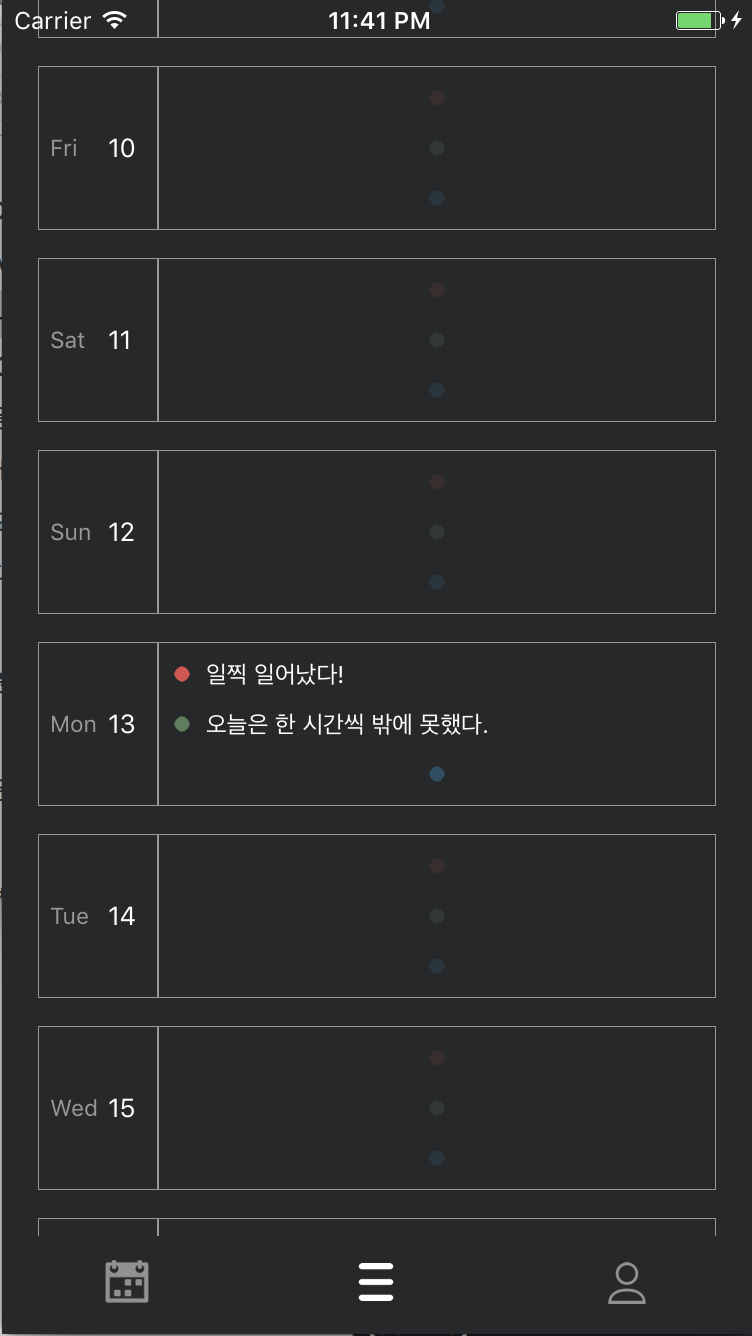 Carrier 11:41 PM
Fri 10
Sat 11
Sun 12
Mon 13
일찍 일어났다!
오늘은 한 시간씩 밖에 못했다.
Tue 14
Wed 15